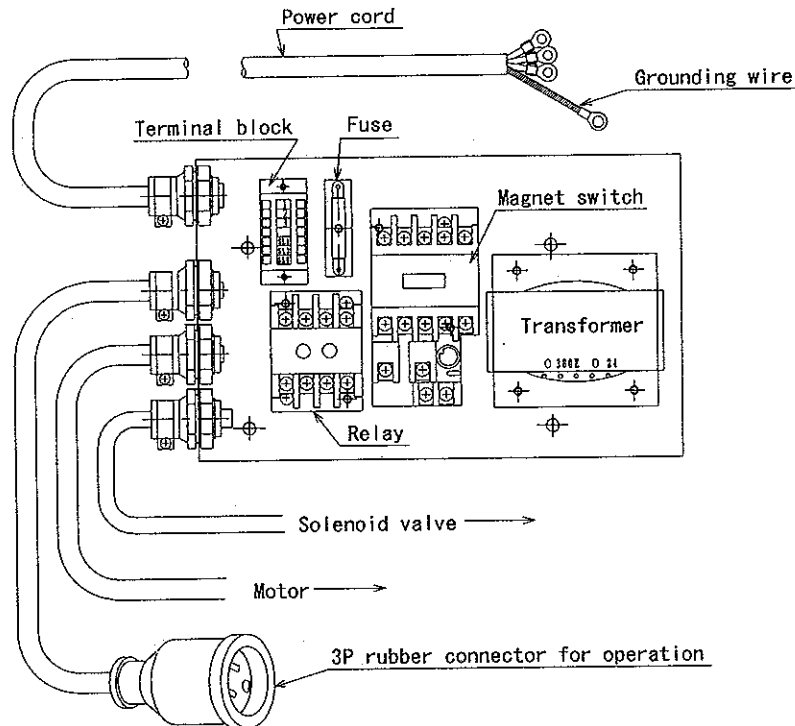 Power cord
Grounding wire
Terminal block
Fuse
Magnet switch
Transformer
Relay
Solenoid valve
Motor
3P rubber connector for operation